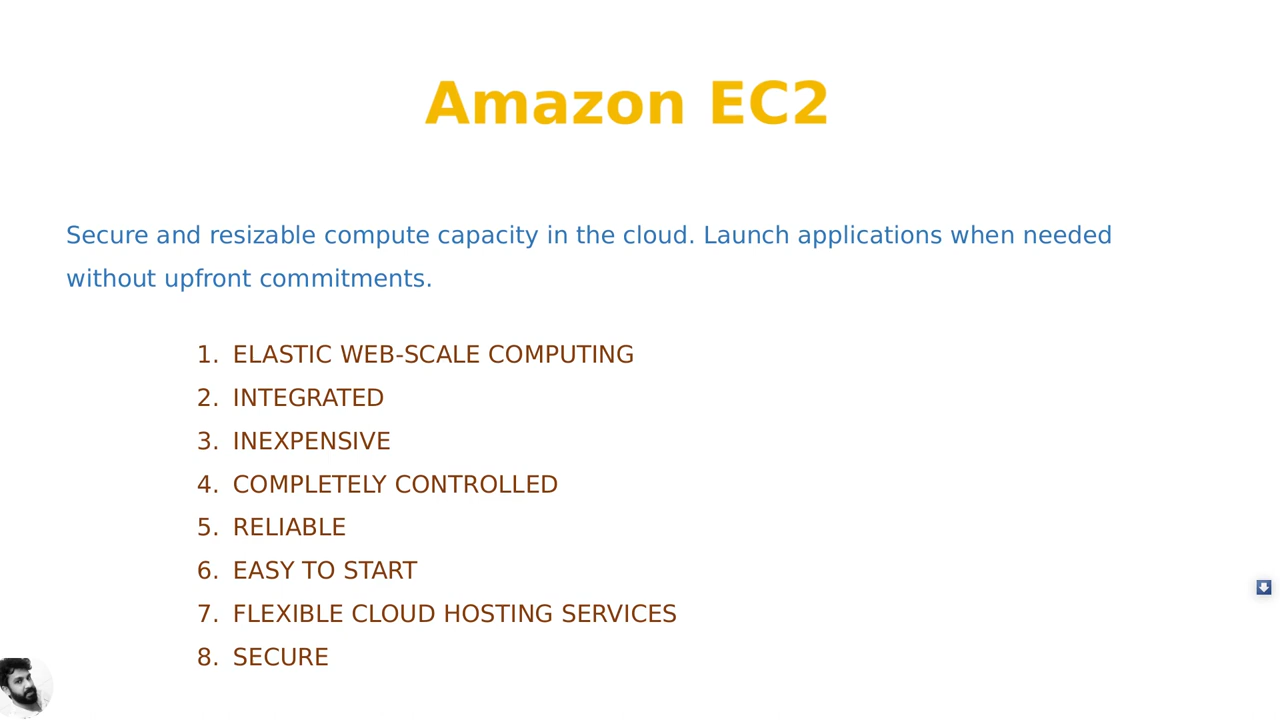 Amazon EC2
Secure and resizable compute capacity in the cloud. Launch applications when needed
without upfront commitments.
1. ELASTIC WEB-SCALE COMPUTING
2. INTEGRATED
3. INEXPENSIVE
4. COMPLETELY CONTROLLED
5. RELIABLE
6. EASY TO START
7. FLEXIBLE CLOUD HOSTING SERVICES
8. SECURE